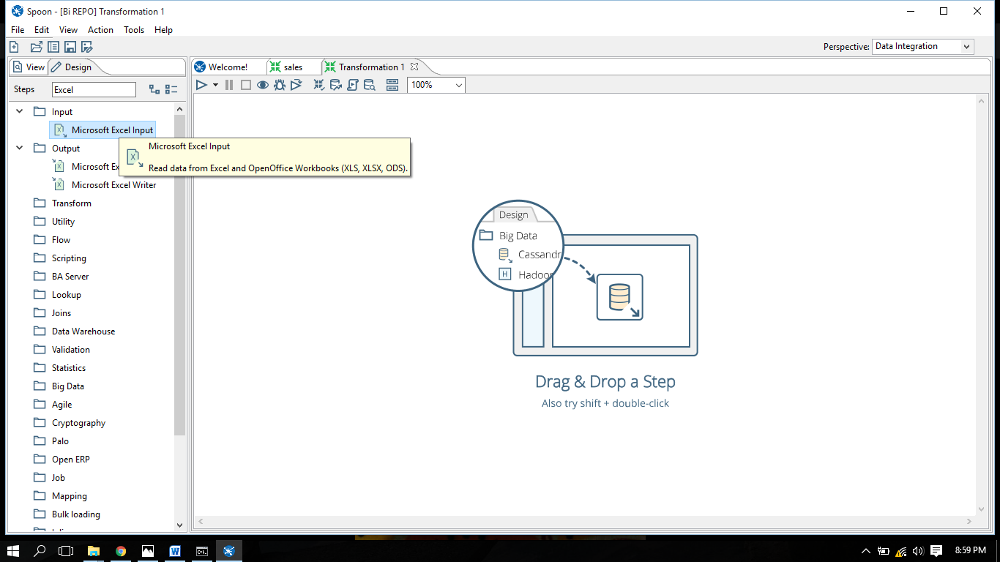 Spoon - [Bi REPO] Transformation 1
File Edit View Action Tools Help
Perspective: Data Integration
View Design
Welcome! sales Transformation 1
Steps Excel
100%
Input
Microsoft Excel Input
Microsoft Excel Input
Read data from Excel and OpenOffice Workbooks (XLS, XLSX, ODS).
Output
Microsoft Ex
Microsoft Excel Writer
Transform
Utility
Flow
Scripting
BA Server
Lookup
Joins
Data Warehouse
Validation
Statistics
Big Data
Agile
Cryptography
Palo
Open ERP
Job
Mapping
Bulk loading
Design
Big Data
Cassandr
H Hadoop
Drag & Drop a Step
Also try shift + double-click
8:59 PM